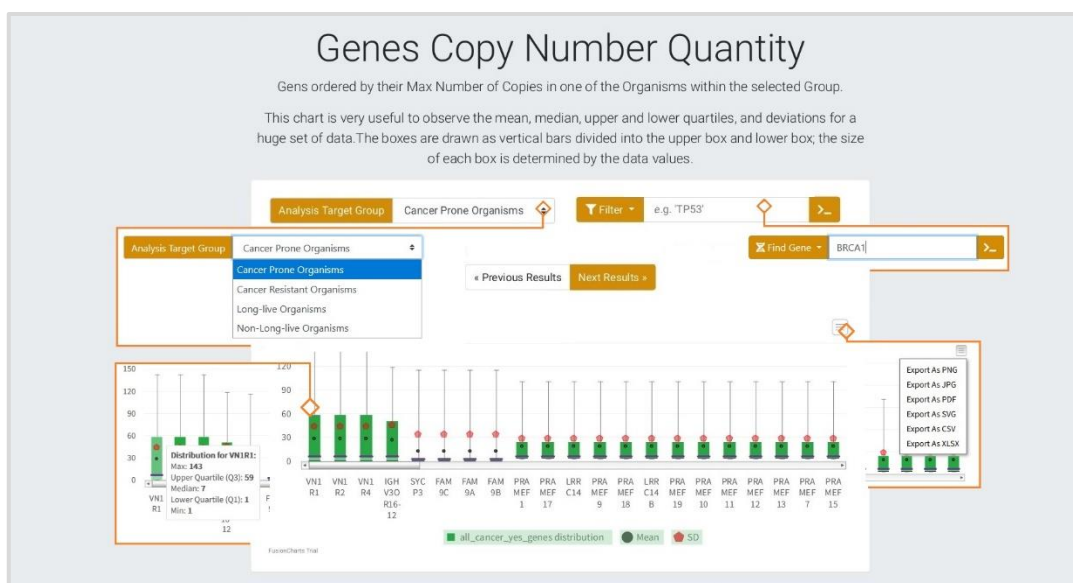 Genes Copy Number Quantity
Gens ordered by their Max Number of Copies in one of the Organisms within the selected Group.
This chart is very useful to observe the mean, median, upper and lower quartiles, and deviations for a
huge set of data.The boxes are drawn as vertical bars divided into the upper box and lower box; the size
of each box is determined by the data values.
Analysis Target Group Cancer Prone Organisms Filter e.g. 'TP53' >_
Analysis Target Group Cancer Prone Organisms Find Gene BRCA1 >_
Cancer Prone Organisms
Cancer Resistant Organisms
Long-live Organisms
Non-Long-live Organisms
« Previous Results Next Results »
Export As PNG
Export As JPG
Export As PDF
Export As SVG
Export As CSV
Export As XLSX
150
120
90
60
30
0
Distribution for VN1R1:
Max: 143
Upper Quartile (Q3): 59
Median: 7
Lower Quartile (Q1): 1
Min: 1
VN1
R1
12
120
90
60
30
0
VN1 VN1 VN1 IGH SYC FAM FAM FAM PRA PRA LRR PRA PRA LRR PRA PRA PRA PRA PRA PRA PRA
R1 R2 R4 V3O P3 9C 9A 9B MEF MEF C14 MEF MEF C14 MEF MEF MEF MEF MEF MEF MEF
R16- 1 17 9 18 B 19 10 11 12 13 7 15
12
all_cancer_yes_genes distribution Mean SD
FusionCharts Trial